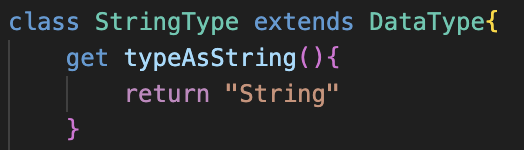 class StringType extends DataType{
    get typeAsString(){
        return "String"
    }